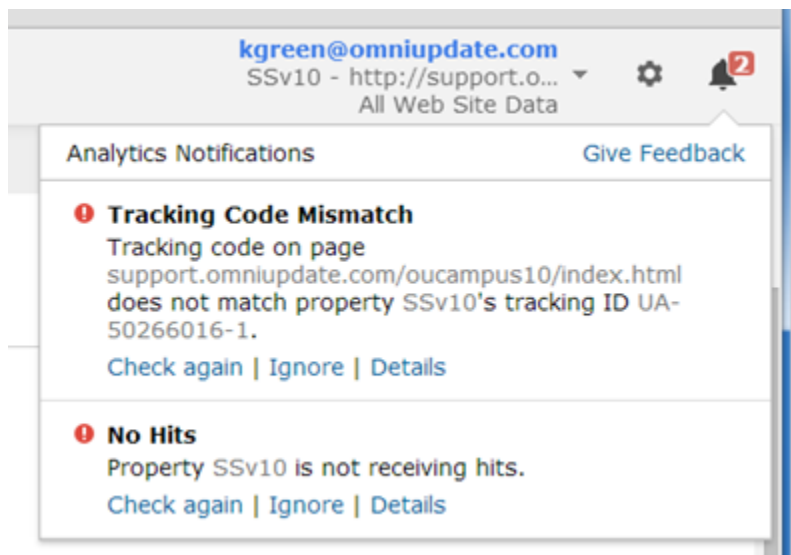 kgreen@omniupdate.com
SSv10 - http://support.o...
All Web Site Data
2
Analytics Notifications
Give Feedback
Tracking Code Mismatch
Tracking code on page
support.omniupdate.com/oucampus10/index.html
does not match property SSv10's tracking ID UA-
50266016-1.
Check again | Ignore | Details
No Hits
Property SSv10 is not receiving hits.
Check again | Ignore | Details